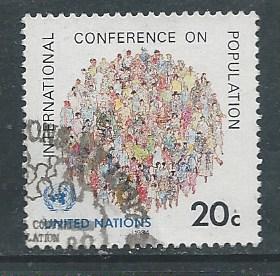 INTERNATIONAL CONFERENCE ON POPULATION
UNITED NATIONS
20c